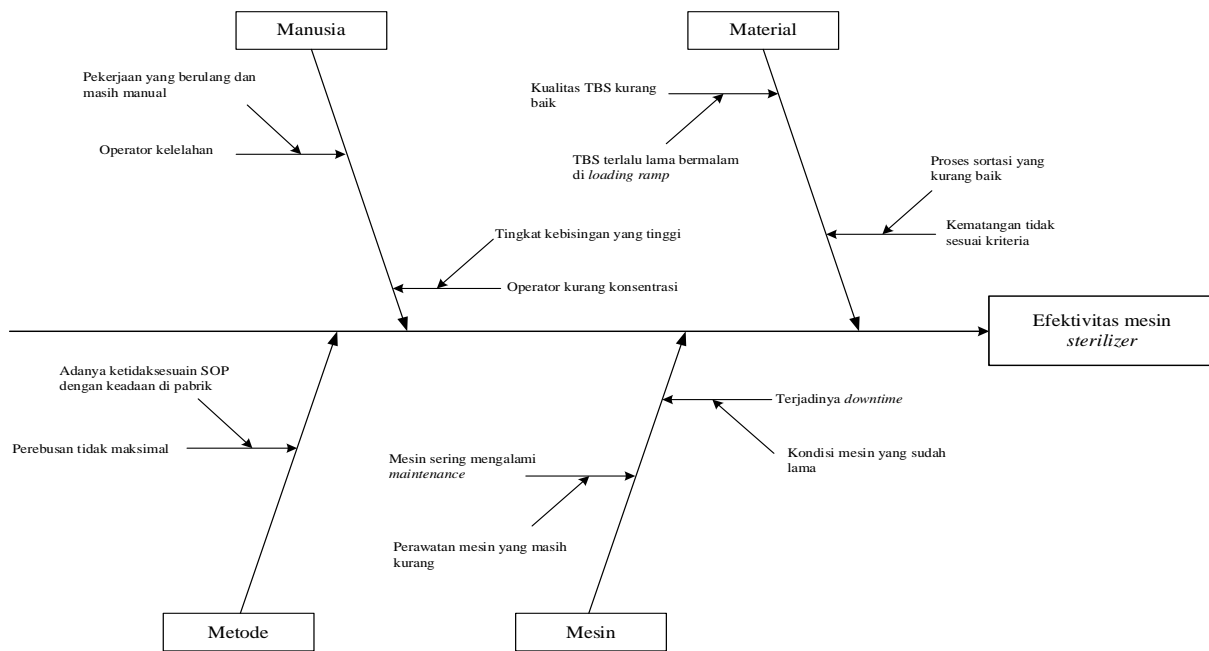 Manusia
Material
Pekerjaan yang berulang dan
masih manual
Operator kelelahan
Tingkat kebisingan yang tinggi
Operator kurang konsentrasi
Kualitas TBS kurang
baik
TBS terlalu lama bermalam
di loading ramp
Proses sortasi yang
kurang baik
Kematangan tidak
sesuai kriteria
Efektivitas mesin
sterilizer
Adanya ketidaksesuain SOP
dengan keadaan di pabrik
Perebusan tidak maksimal
Terjadinya downtime
Kondisi mesin yang sudah
lama
Mesin sering mengalami
maintenance
Perawatan mesin yang masih
kurang
Metode
Mesin